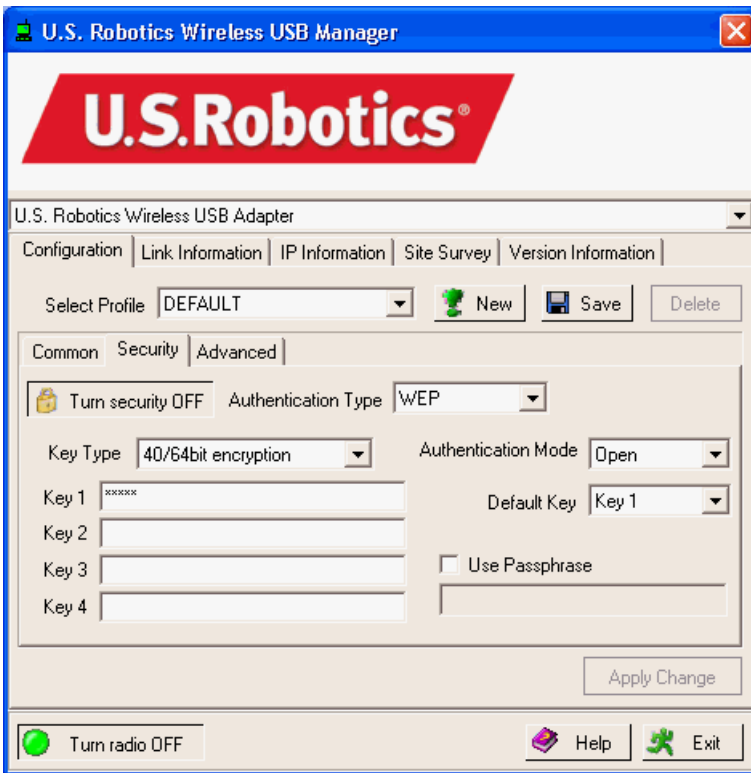 U.S. Robotics Wireless USB Manager
U.S.Robotics®
U.S. Robotics Wireless USB Adapter
Configuration Link Information IP Information Site Survey Version Information
Select Profile DEFAULT New Save Delete
Common Security Advanced
Turn security OFF Authentication Type WEP
Key Type 40/64bit encryption Authentication Mode Open
Key 1 ***** Default Key Key 1
Key 2
Key 3 Use Passphrase
Key 4
Apply Change
Turn radio OFF Help Exit